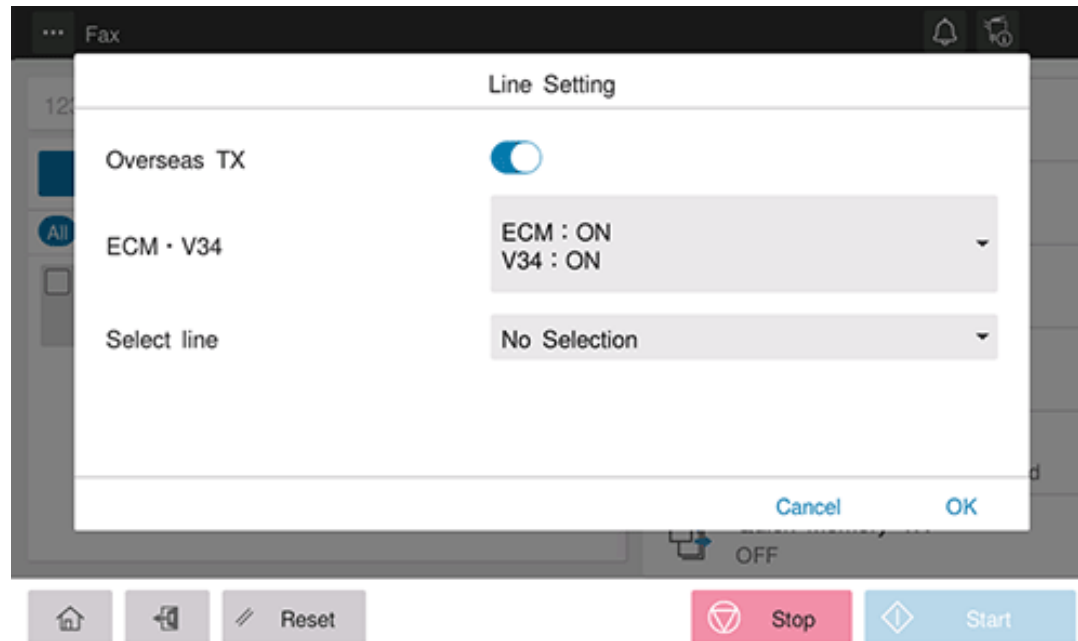 Fax
Line Setting
Overseas TX
ECM・V34
ECM：ON
V34：ON
Select line
No Selection
Cancel
OK
All
OFF
Reset
Stop
Start